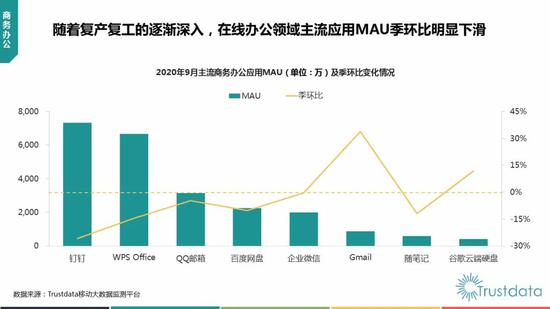 商务办公
随着复产复工的逐渐深入，在线办公领域主流应用MAU季环比明显下滑
2020年9月主流商务办公应用MAU（单位：万）及季环比变化情况
MAU 季环比
8,000 45%
6,000 30%
15%
4,000
0%
2,000
-15%
0 -30%
钉钉 WPS Office QQ邮箱 百度网盘 企业微信 Gmail 随笔记 谷歌云端硬盘
数据来源：Trustdata移动大数据监测平台
Trustdata